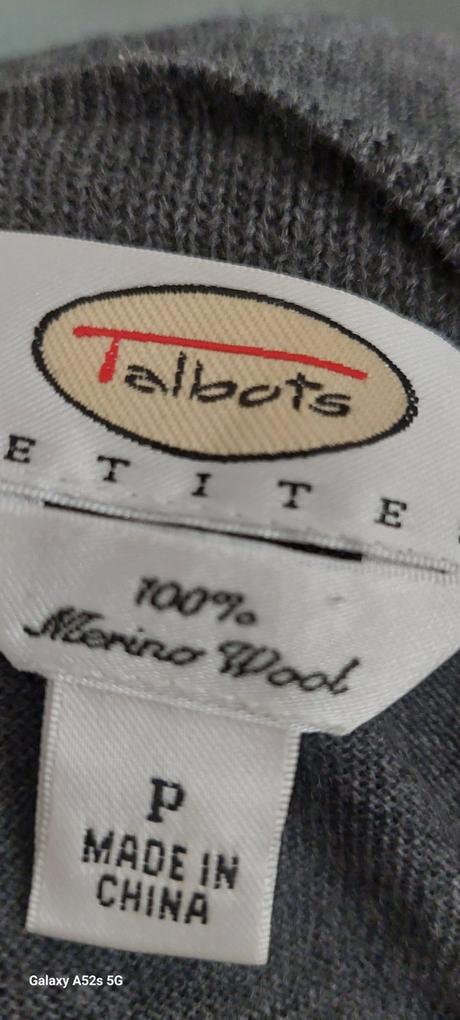 Talbots
ETITE
100%
Merino Wool
P
MADE IN
CHINA
Galaxy A52s 5G